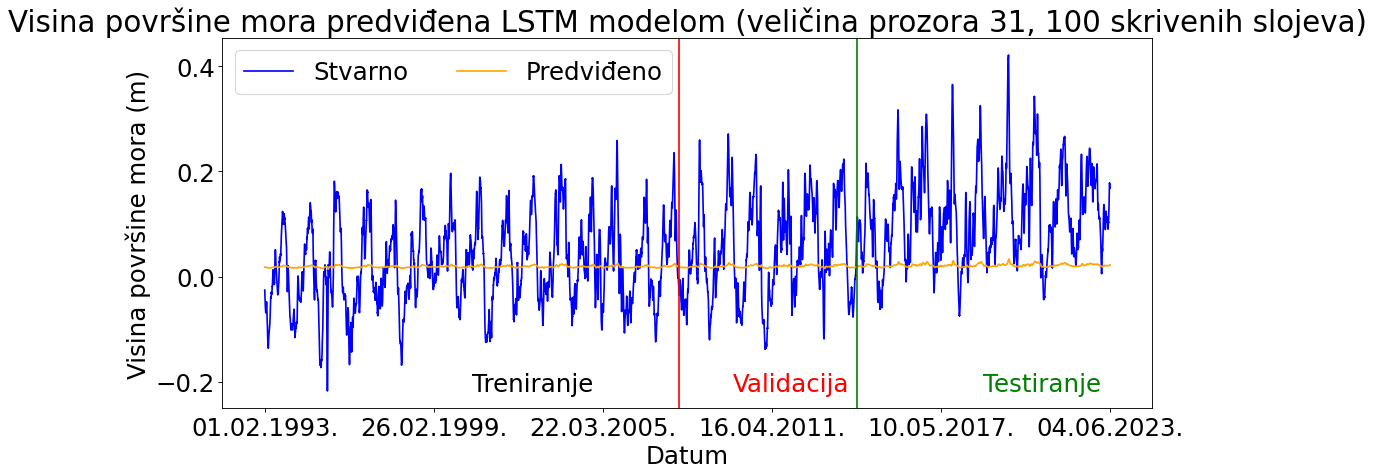 Visina površine mora predviđena LSTM modelom (veličina prozora 31, 100 skrivenih slojeva)
Stvarno Predviđeno
Visina površine mora (m)
0.4
0.2
0.0
−0.2
Treniranje Validacija Testiranje
01.02.1993. 26.02.1999. 22.03.2005. 16.04.2011. 10.05.2017. 04.06.2023.
Datum